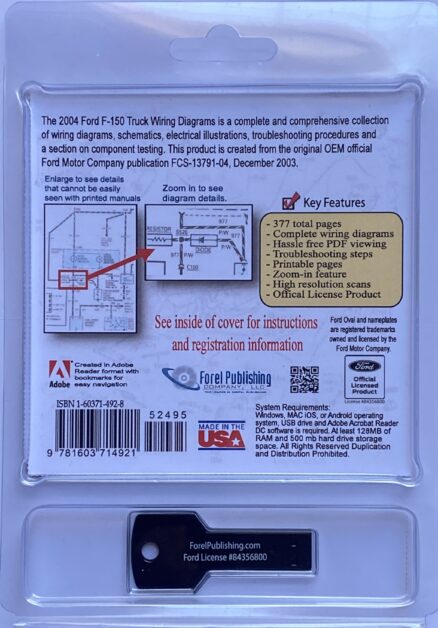 The 2004 Ford F-150 Truck Wiring Diagrams is a complete and comprehensive collection
of wiring diagrams, schematics, electrical illustrations, troubleshooting procedures and
a section on component testing. This product is created from the original OEM official
Ford Motor Company publication FCS-13791-04, December 2003.
Enlarge to see details
that cannot be easily
seen with printed manuals
Zoom in to see
diagram details.
Key Features
- 377 total pages
- Complete wiring diagrams
- Hassle free PDF viewing
- Troubleshooting steps
- Printable pages
- Zoom-in feature
- High resolution scans
- Offical License Product
See inside of cover for instructions
and registration information
Ford Oval and nameplates
are registered trademarks
owned and licensed by the
Ford Motor Company.
Adobe
Created in Adobe
Reader format with
bookmarks for
easy navigation
Forel Publishing
COMPANY, LLC
Ford
Official
Licensed
Product
License #84356800
ISBN 1-60371-492-8
52495
9 781603 714921
MADE IN THE
USA
System Requirements:
Windows, MAC iOS, or Android operating
system, USB drive and Adobe Acrobat Reader
DC software is required. At least 128MB of
RAM and 500 mb hard drive storage
space. All Rights Reserved Duplication
and Distribution Prohibited.
ForelPublishing.com
Ford License #84356800